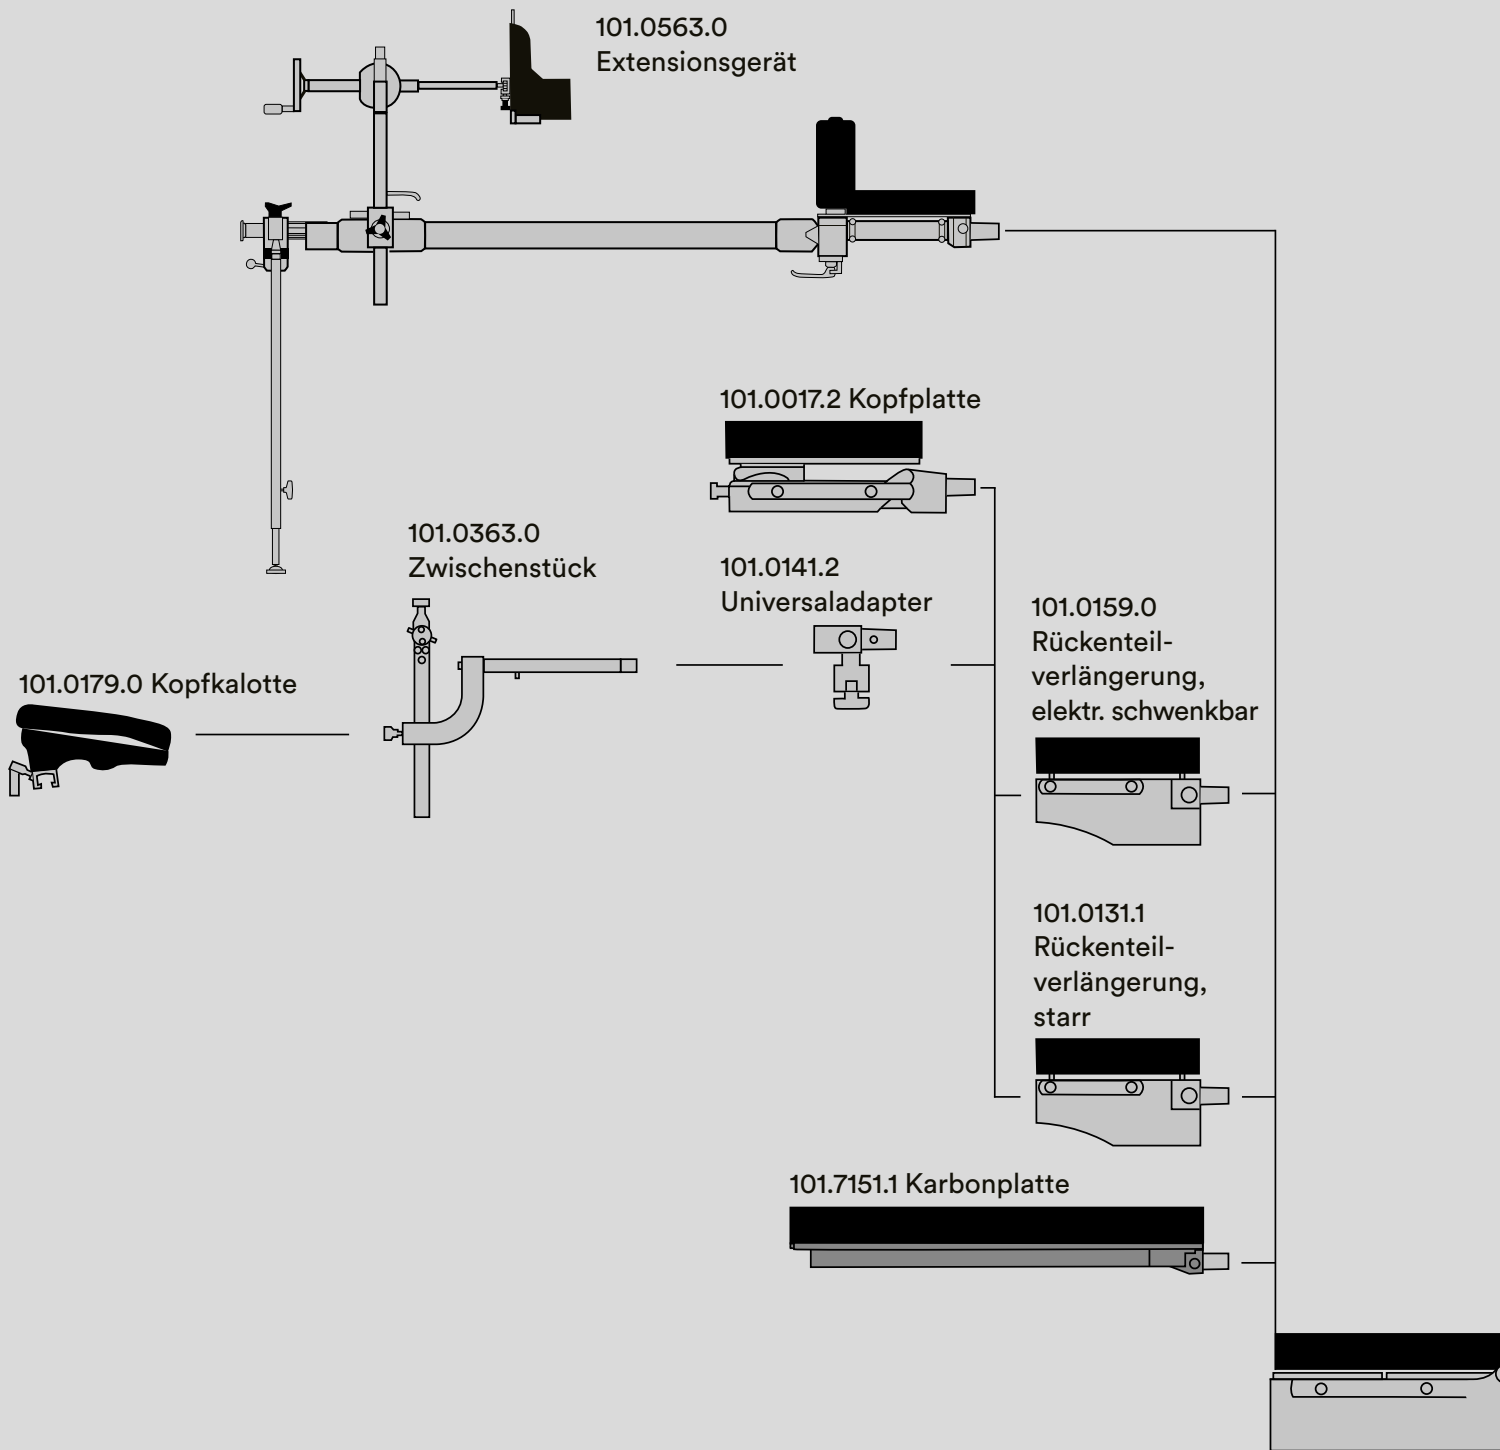 101.0563.0
Extensionsgerät
101.0017.2 Kopfplatte
101.0363.0
Zwischenstück
101.0141.2
Universaladapter
101.0159.0
Rückenteil-
verlängerung,
elektr. schwenkbar
101.0179.0 Kopfkalotte
101.0131.1
Rückenteil-
verlängerung,
starr
101.7151.1 Karbonplatte